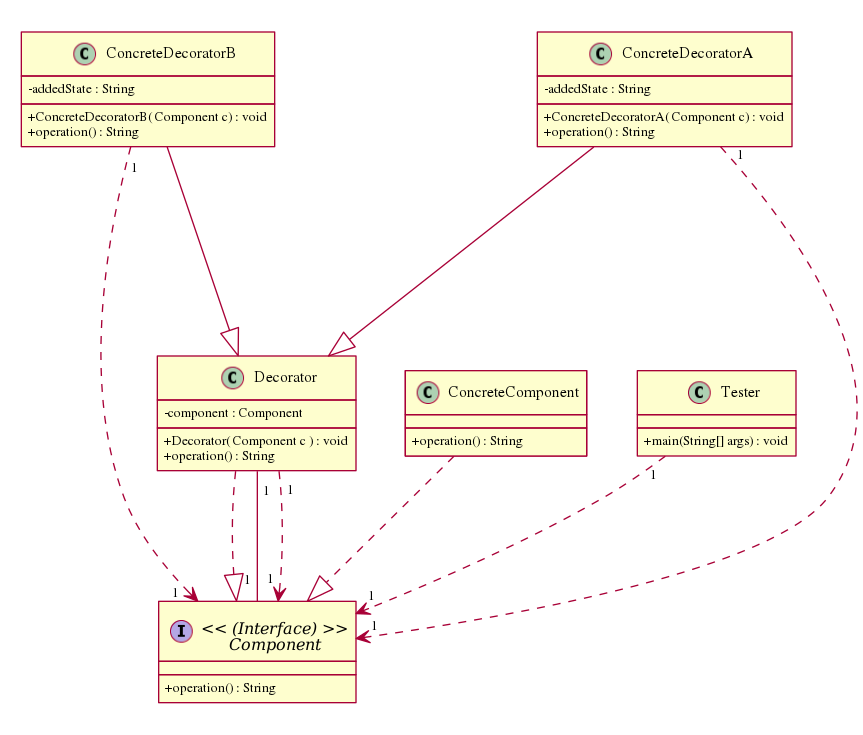 C ConcreteDecoratorB
-addedState : String
+ConcreteDecoratorB( Component c) : void
+operation() : String
C ConcreteDecoratorA
-addedState : String
+ConcreteDecoratorA( Component c) : void
+operation() : String
1
1
C Decorator
-component : Component
+Decorator( Component c ) : void
+operation() : String
C ConcreteComponent
+operation() : String
C Tester
+main(String[] args) : void
1
1
1
1
1
1
1
1
I << (Interface) >>
Component
+operation() : String